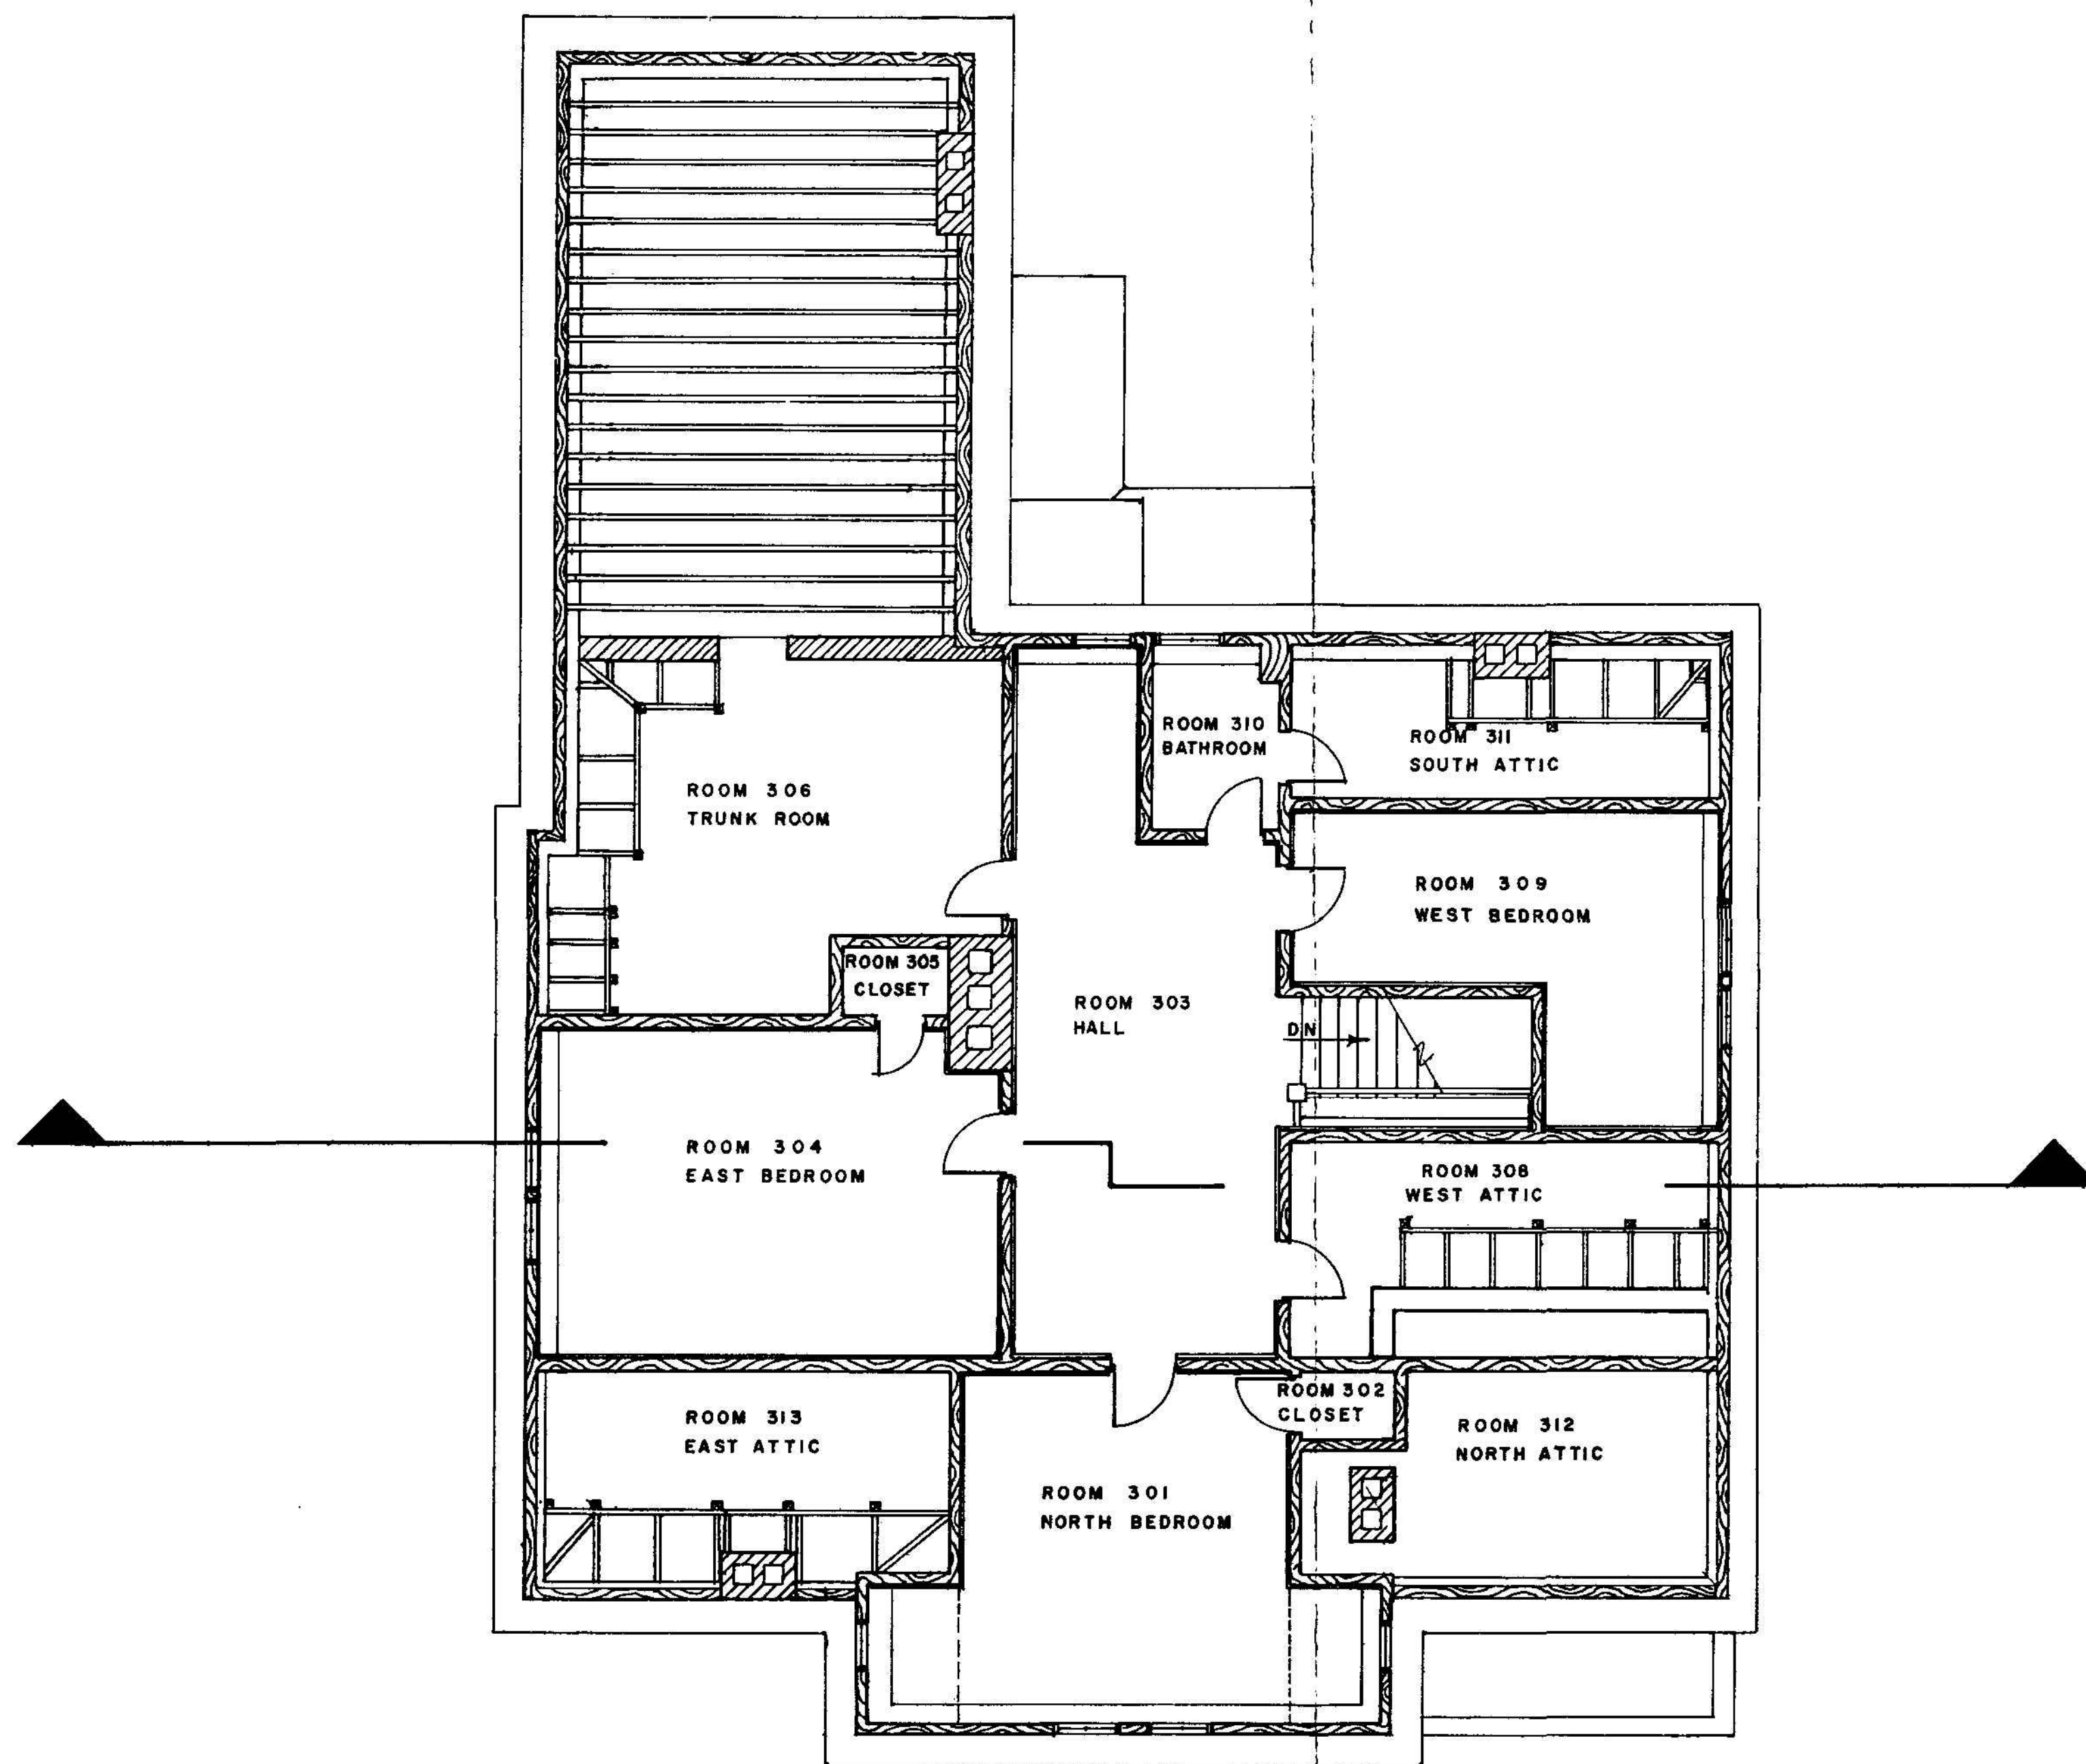 ROOM 310
BATHROOM
ROOM 311
SOUTH ATTIC
ROOM 306
TRUNK ROOM
ROOM 309
WEST BEDROOM
ROOM 305
CLOSET
ROOM 303
HALL
DN
ROOM 304
EAST BEDROOM
ROOM 308
WEST ATTIC
ROOM 302
CLOSET
ROOM 313
EAST ATTIC
ROOM 312
NORTH ATTIC
ROOM 301
NORTH BEDROOM